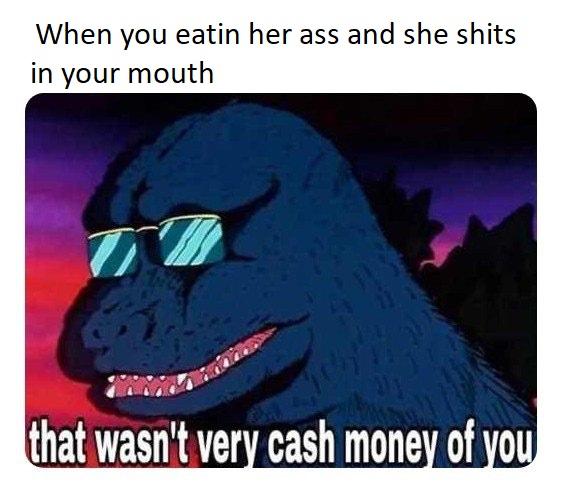 When you eatin her ass and she shits
in your mouth
that wasn't very cash money of you